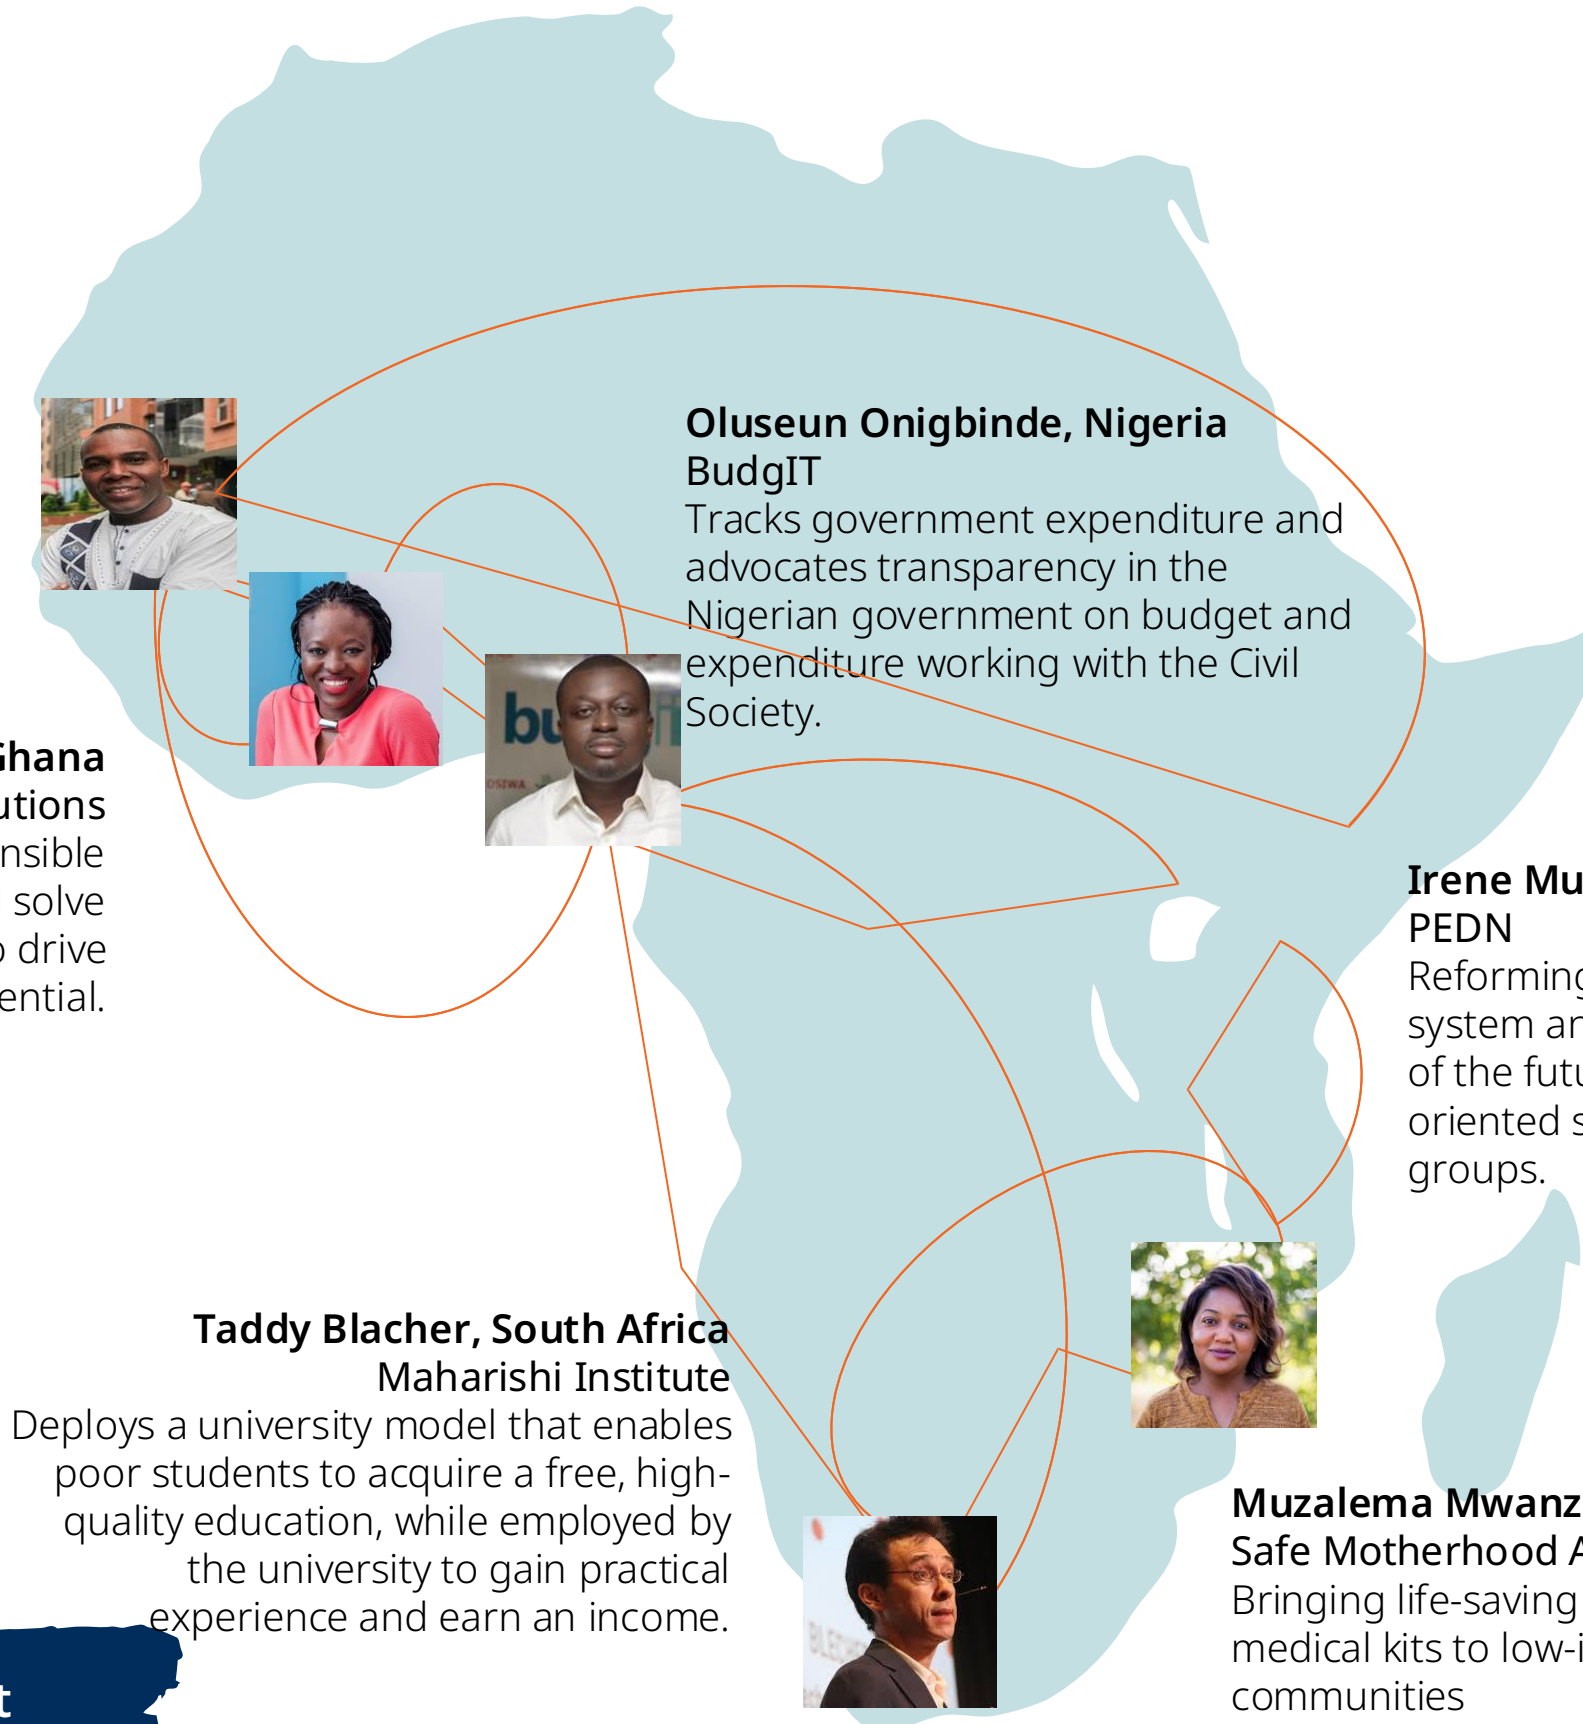 Oluseun Onigbinde, Nigeria
BudgIT
Tracks government expenditure and
advocates transparency in the
Nigerian government on budget and
expenditure working with the Civil
Society.
Ghana
utions
nsible
solve
o drive
ential.
Irene Mu
PEDN
Reforming
system an
of the futu
oriented s
groups.
Taddy Blacher, South Africa
Maharishi Institute
Deploys a university model that enables
poor students to acquire a free, high-
quality education, while employed by
the university to gain practical
experience and earn an income.
Muzalema Mwanz
Safe Motherhood A
Bringing life-saving
medical kits to low-i
communities
t
bu
OSIWA